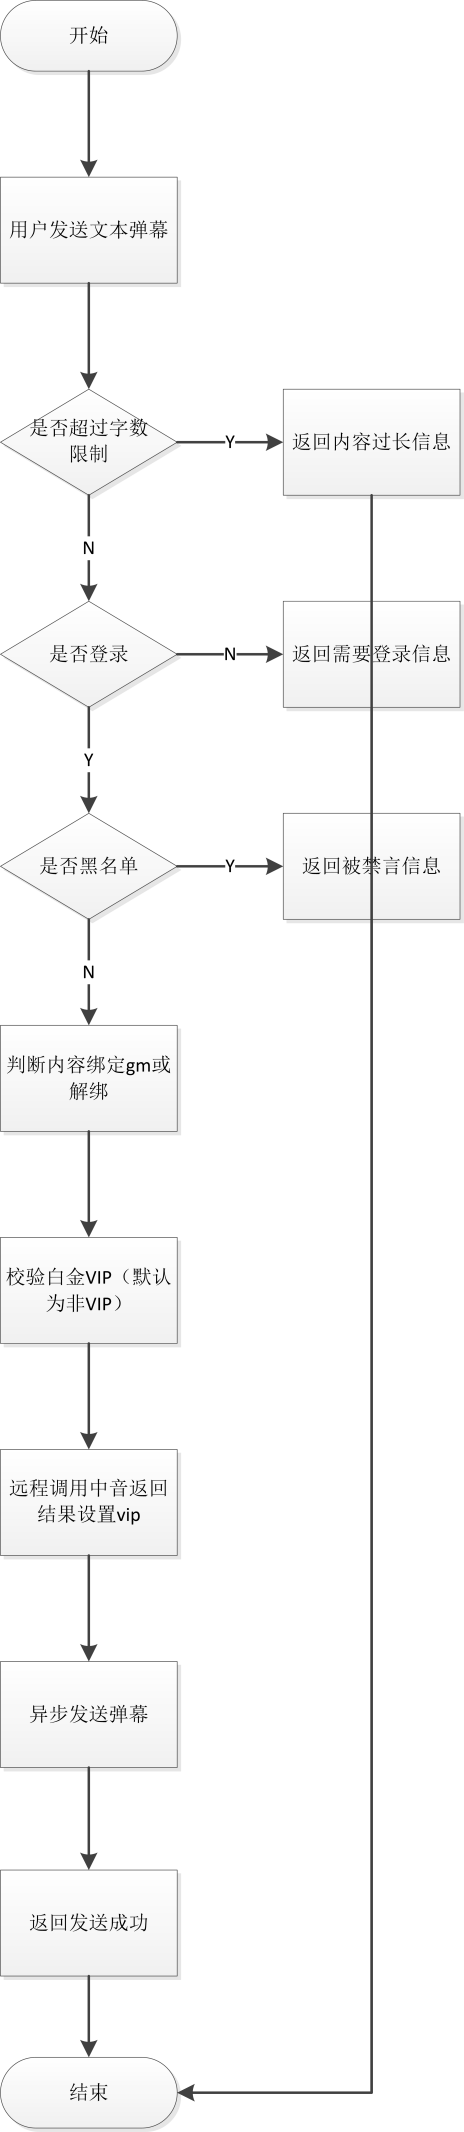 开始
用户发送文本弹幕
是否超过字数
限制
Y
返回内容过长信息
N
是否登录
N
返回需要登录信息
Y
是否黑名单
Y
返回被禁言信息
N
判断内容绑定gm或
解绑
校验白金VIP（默认
为非VIP）
远程调用中音返回
结果设置vip
异步发送弹幕
返回发送成功
结束